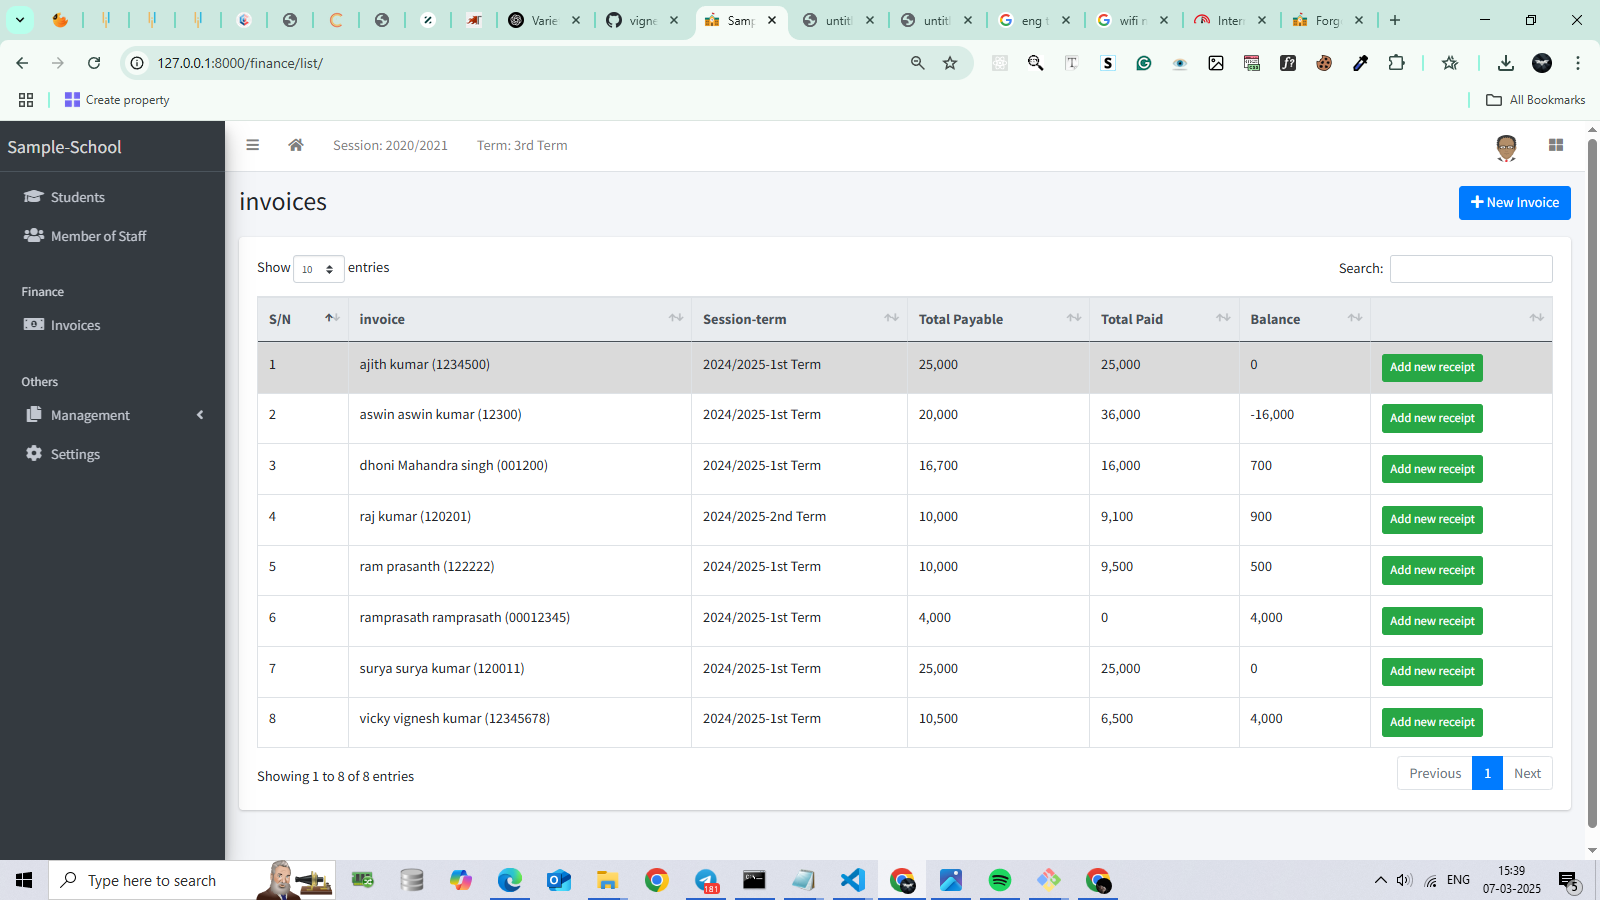 Varie
vigne
Samp
untitl
untitl
eng t
wifi n
Intern
Forg
127.0.0.1:8000/finance/list/
Create property
All Bookmarks
Sample-School
Session: 2020/2021
Term: 3rd Term
Students
Member of Staff
Finance
Invoices
Others
Management
Settings
invoices
New Invoice
Show 10 entries
Search:
S/N invoice Session-term Total Payable Total Paid Balance
1 ajith kumar (1234500) 2024/2025-1st Term 25,000 25,000 0 Add new receipt
2 aswin aswin kumar (12300) 2024/2025-1st Term 20,000 36,000 -16,000 Add new receipt
3 dhoni Mahandra singh (001200) 2024/2025-1st Term 16,700 16,000 700 Add new receipt
4 raj kumar (120201) 2024/2025-2nd Term 10,000 9,100 900 Add new receipt
5 ram prasanth (122222) 2024/2025-1st Term 10,000 9,500 500 Add new receipt
6 ramprasath ramprasath (00012345) 2024/2025-1st Term 4,000 0 4,000 Add new receipt
7 surya surya kumar (120011) 2024/2025-1st Term 25,000 25,000 0 Add new receipt
8 vicky vignesh kumar (12345678) 2024/2025-1st Term 10,500 6,500 4,000 Add new receipt
Showing 1 to 8 of 8 entries
Previous 1 Next
Type here to search
181
ENG
15:39
07-03-2025
5